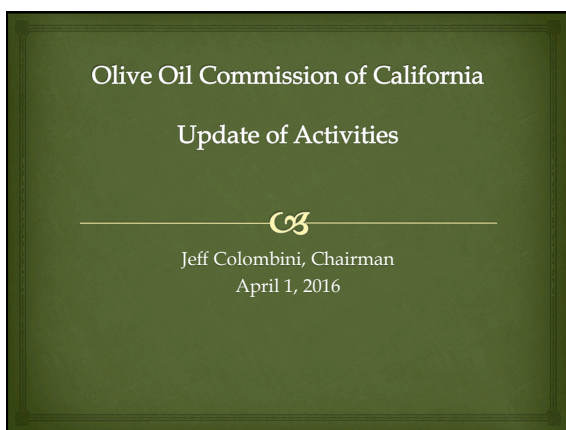 Olive Oil Commission of California
Update of Activities
Jeff Colombini, Chairman
April 1, 2016